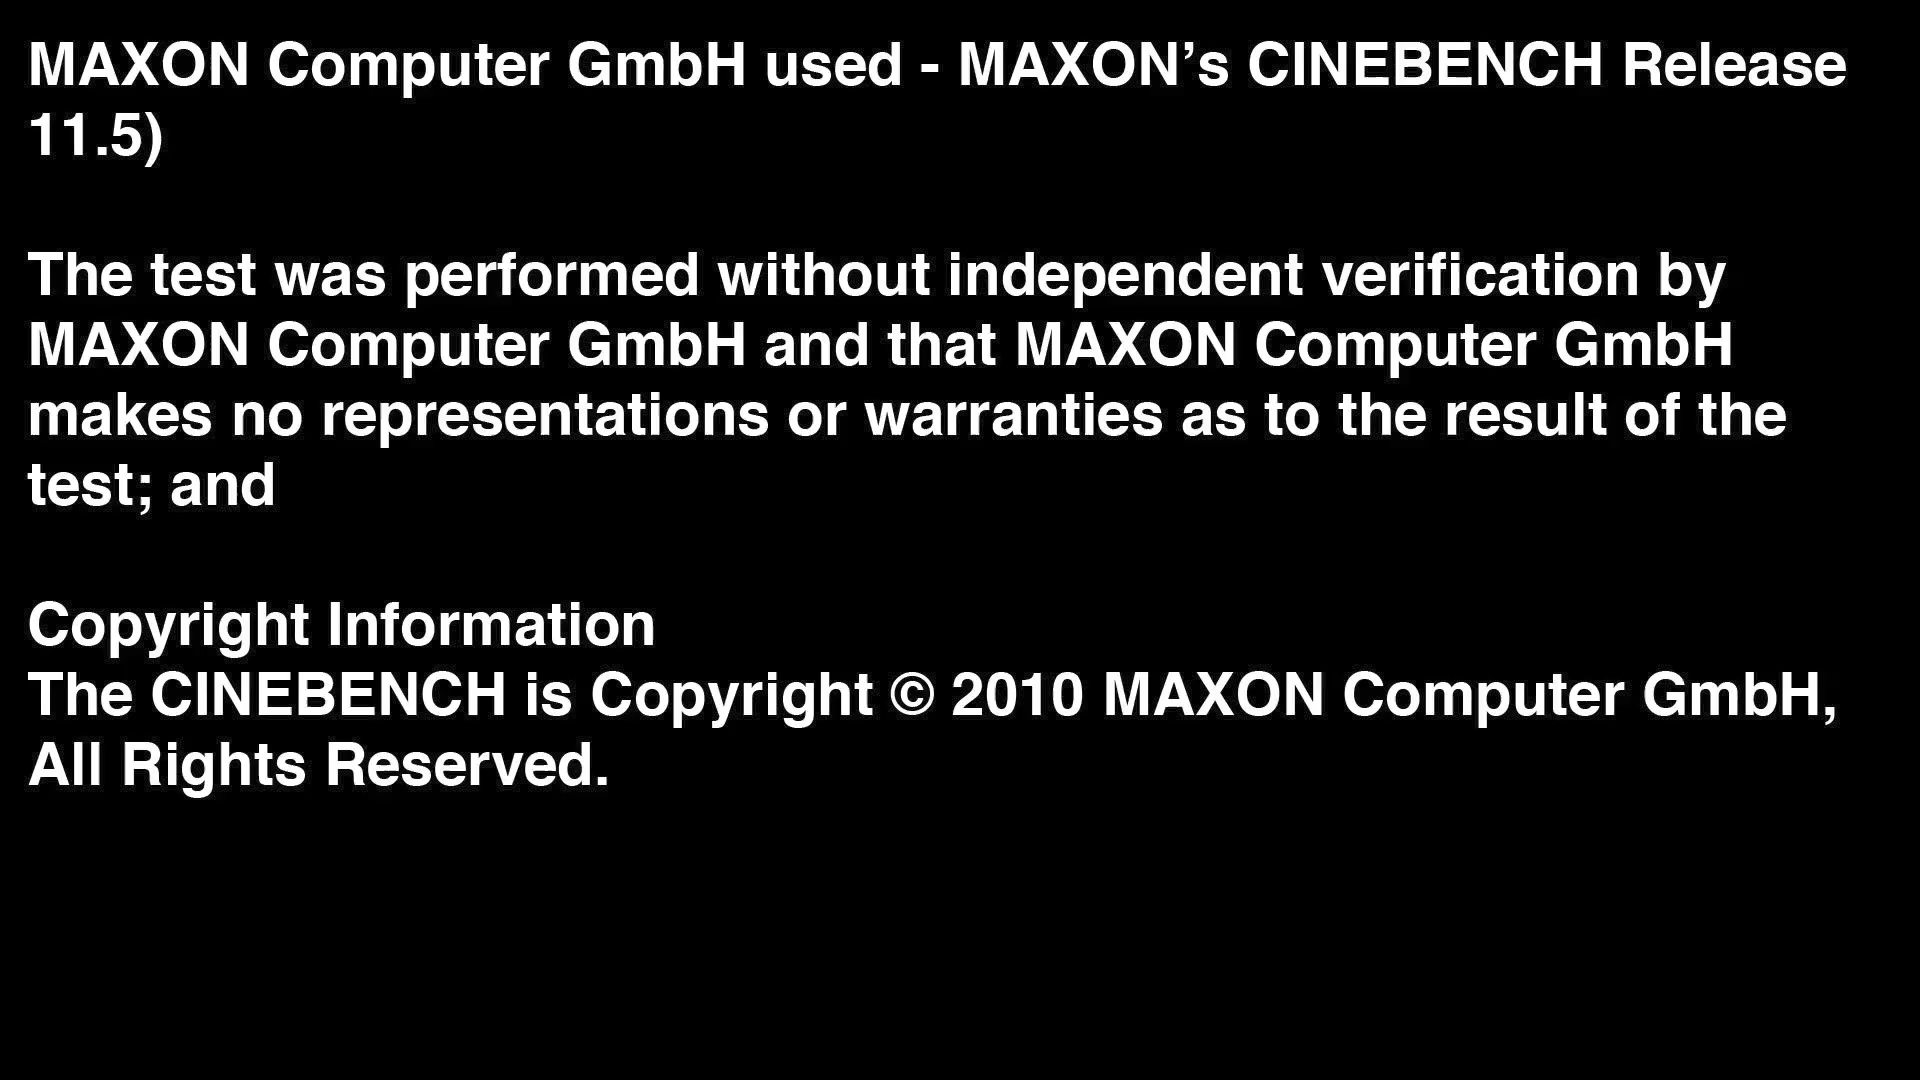 MAXON Computer GmbH used - MAXON’s CINEBENCH Release
11.5)
The test was performed without independent verification by
MAXON Computer GmbH and that MAXON Computer GmbH
makes no representations or warranties as to the result of the
test; and
Copyright Information
The CINEBENCH is Copyright © 2010 MAXON Computer GmbH,
All Rights Reserved.